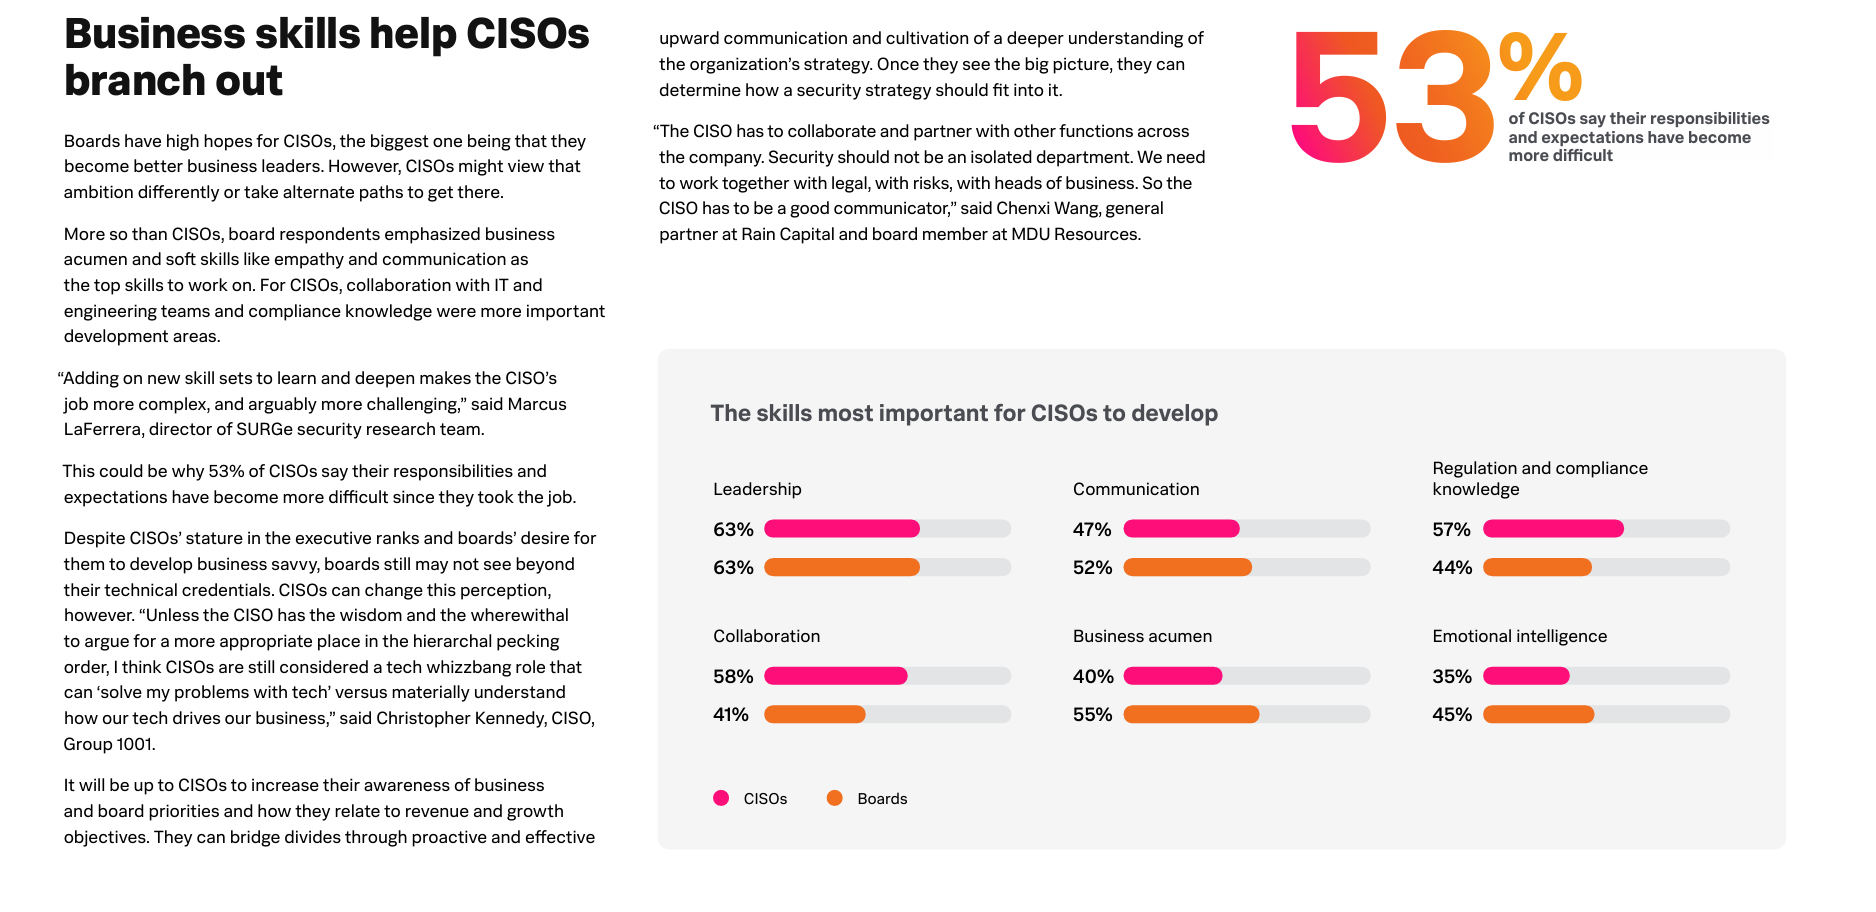 Business skills help CISOs
branch out
Boards have high hopes for CISOs, the biggest one being that they
become better business leaders. However, CISOs might view that
ambition differently or take alternate paths to get there.
More so than CISOs, board respondents emphasized business
acumen and soft skills like empathy and communication as
the top skills to work on. For CISOs, collaboration with IT and
engineering teams and compliance knowledge were more important
development areas.
“Adding on new skill sets to learn and deepen makes the CISO’s
job more complex, and arguably more challenging,” said Marcus
LaFerrera, director of SURGe security research team.
This could be why 53% of CISOs say their responsibilities and
expectations have become more difficult since they took the job.
Despite CISOs’ stature in the executive ranks and boards’ desire for
them to develop business savvy, boards still may not see beyond
their technical credentials. CISOs can change this perception,
however. “Unless the CISO has the wisdom and the wherewithal
to argue for a more appropriate place in the hierarchal pecking
order, I think CISOs are still considered a tech whizzbang role that
can ‘solve my problems with tech’ versus materially understand
how our tech drives our business,” said Christopher Kennedy, CISO,
Group 1001.
It will be up to CISOs to increase their awareness of business
and board priorities and how they relate to revenue and growth
objectives. They can bridge divides through proactive and effective
upward communication and cultivation of a deeper understanding of
the organization’s strategy. Once they see the big picture, they can
determine how a security strategy should fit into it.
“The CISO has to collaborate and partner with other functions across
the company. Security should not be an isolated department. We need
to work together with legal, with risks, with heads of business. So the
CISO has to be a good communicator,” said Chenxi Wang, general
partner at Rain Capital and board member at MDU Resources.
53%
of CISOs say their responsibilities
and expectations have become
more difficult
The skills most important for CISOs to develop
Leadership
63%
63%
Communication
47%
52%
Regulation and compliance
knowledge
57%
44%
Collaboration
58%
41%
Business acumen
40%
55%
Emotional intelligence
35%
45%
CISOs
Boards